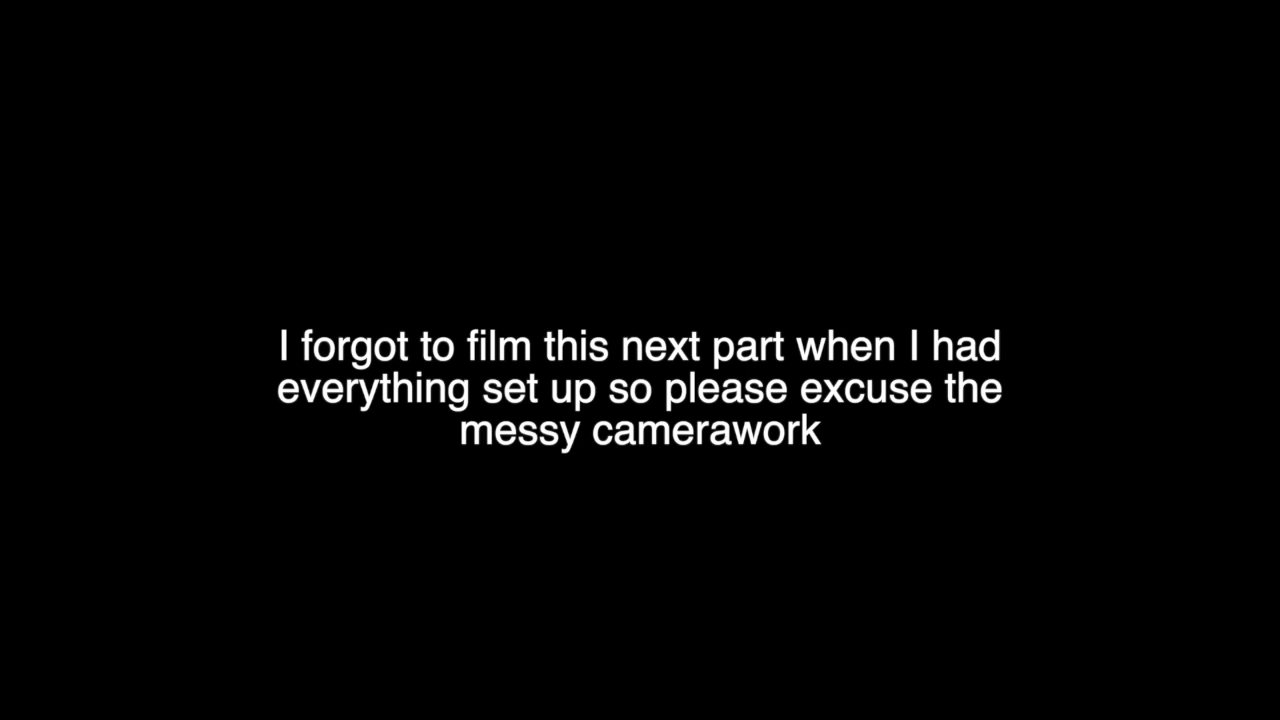 I forgot to film this next part when I had
everything set up so please excuse the
messy camerawork